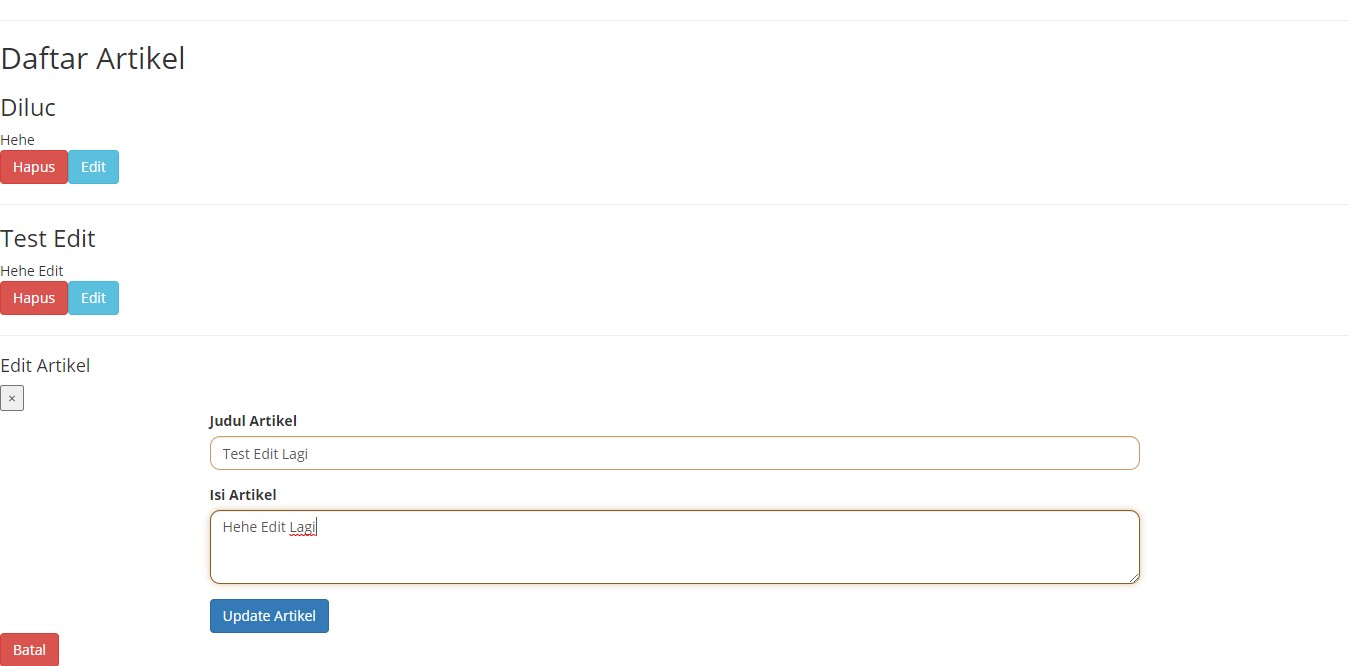 Daftar Artikel
Diluc
Hehe
Hapus Edit
Test Edit
Hehe Edit
Hapus Edit
Edit Artikel
×
Judul Artikel
Test Edit Lagi
Isi Artikel
Hehe Edit Lagi
Update Artikel
Batal